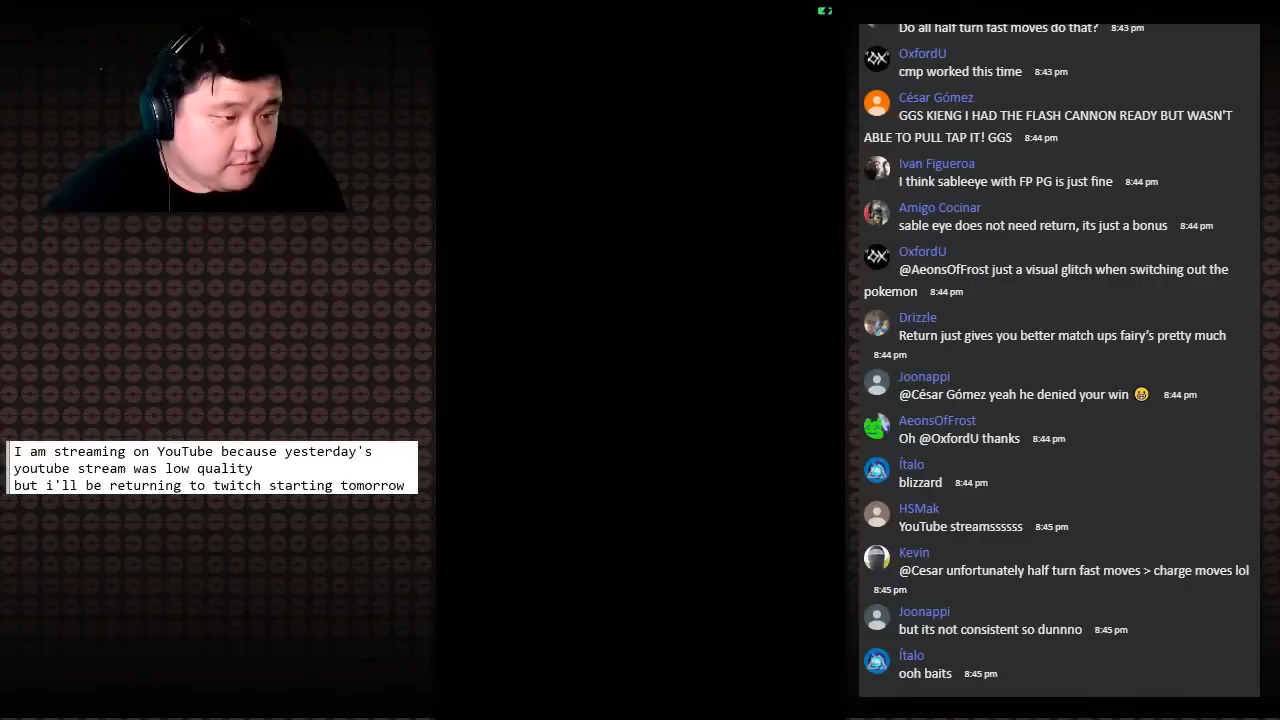 I am streaming on YouTube because yesterday's
youtube stream was low quality
but i'll be returning to twitch starting tomorrow
Do all half turn fast moves do that? 8:43 pm
OxfordU
cmp worked this time 8:43 pm
César Gómez
GGS KIENG I HAD THE FLASH CANNON READY BUT WASN'T
ABLE TO PULL TAP IT! GGS 8:44 pm
Ivan Figueroa
I think sableeye with FP PG is just fine 8:44 pm
Amigo Cocinar
sable eye does not need return, its just a bonus 8:44 pm
OxfordU
@AeonsOfFrost just a visual glitch when switching out the
pokemon 8:44 pm
Drizzle
Return just gives you better match ups fairy's pretty much
8:44 pm
Joonappi
@César Gómez yeah he denied your win 😁 8:44 pm
AeonsOfFrost
Oh @OxfordU thanks 8:44 pm
Ítalo
blizzard 8:44 pm
HSMak
YouTube streamssssss 8:45 pm
Kevin
@Cesar unfortunately half turn fast moves > charge moves lol
8:45 pm
Joonappi
but its not consistent so dunnno 8:45 pm
Ítalo
ooh baits 8:45 pm